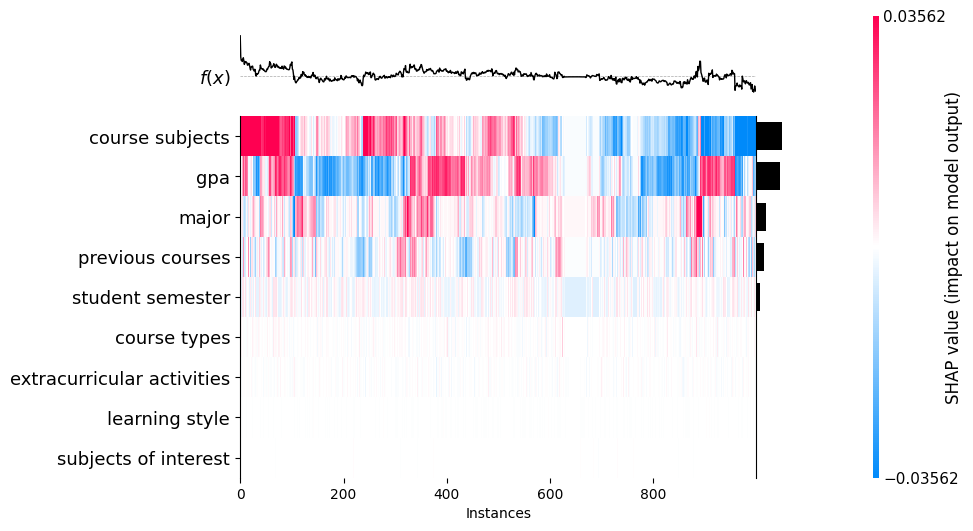 0.03562
f(x)
course subjects
gpa
major
previous courses
student semester
course types
extracurricular activities
learning style
subjects of interest
SHAP value (impact on model output)
−0.03562
0 200 400 600 800
Instances